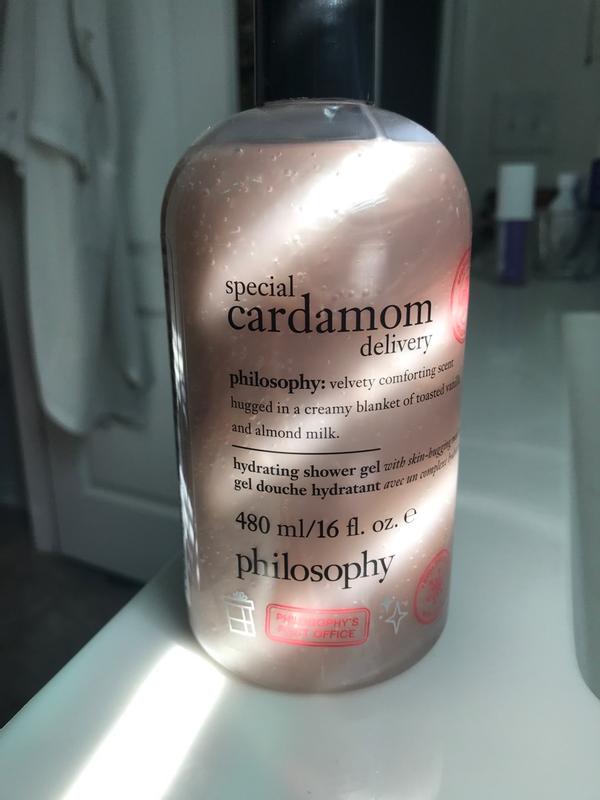 special
cardamom
delivery
philosophy: velvety comforting scent
hugged in a creamy blanket of toasted vanilla
and almond milk.
hydrating shower gel with skin-hugging
gel douche hydratant avec un complexe
480 ml/16 fl. oz. ℮
philosophy
PHILOSOPHY'S
POST OFFICE